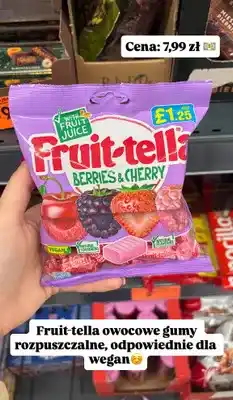 Cena: 7,99 zł 💵
WITH
FRUIT
JUICE
£1.25
Fruit-tella
BERRIES & CHERRY
VEGAN
Fruit-tella owocowe gumy
rozpuszczalne, odpowiednie dla
wegan☺️